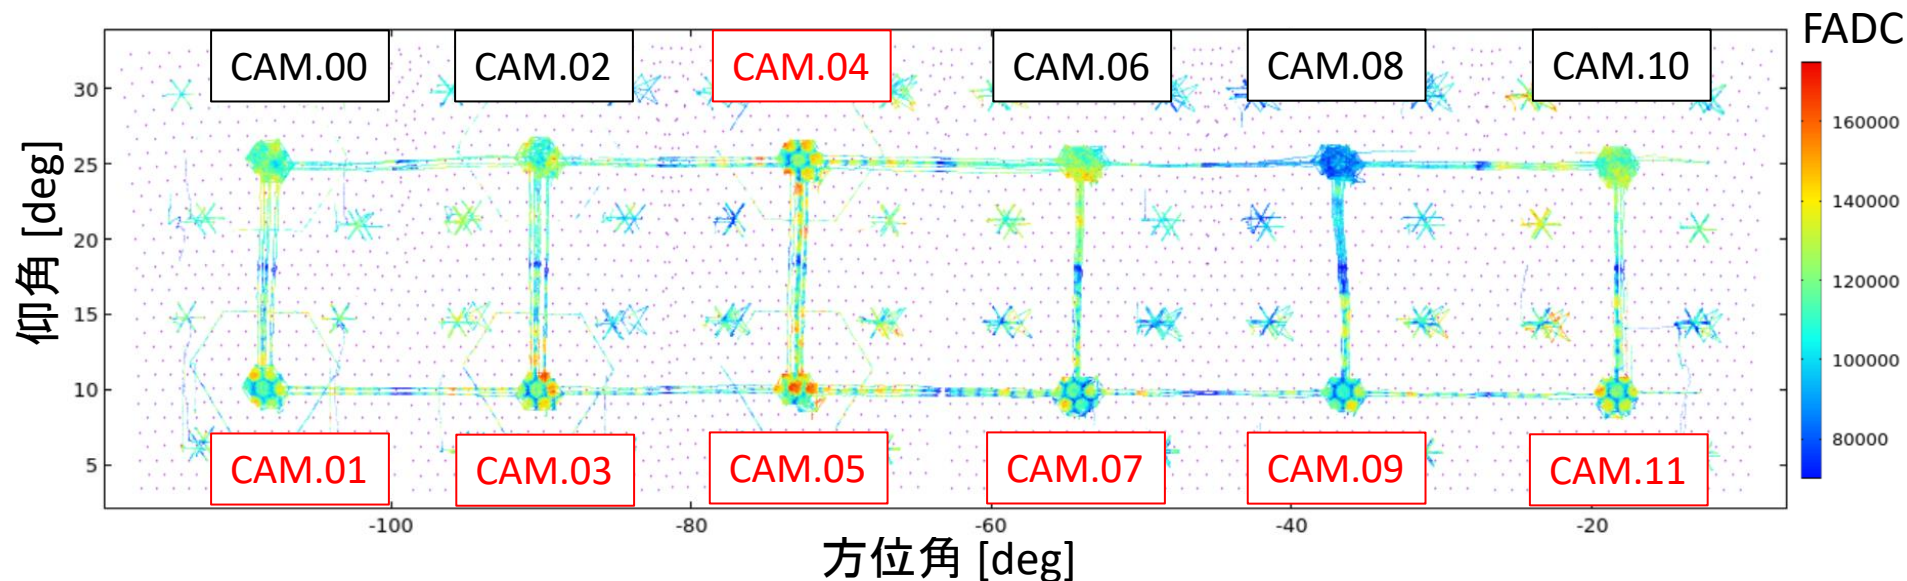 FADC
CAM.00 CAM.02 CAM.04 CAM.06 CAM.08 CAM.10
30
25
20
15
10
5
仰角 [deg]
160000
140000
120000
100000
80000
CAM.01 CAM.03 CAM.05 CAM.07 CAM.09 CAM.11
-100 -80 -60 -40 -20
方位角 [deg]